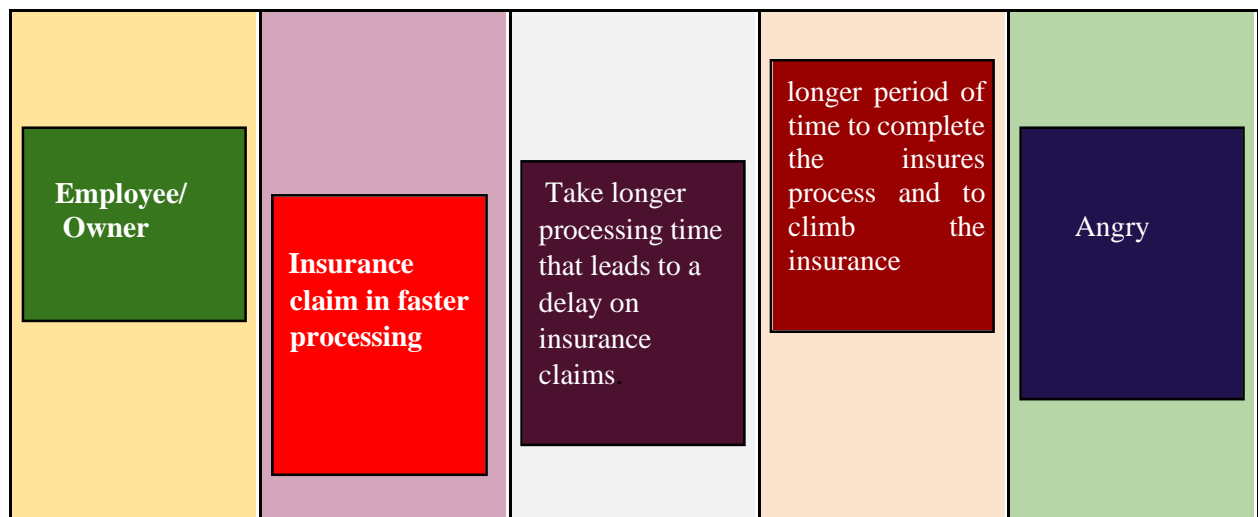 Employee/
Owner
Insurance
claim in faster
processing
Take longer
processing time
that leads to a
delay on
insurance
claims.
longer period of
time to complete
the insures
process and to
climb the
insurance
Angry